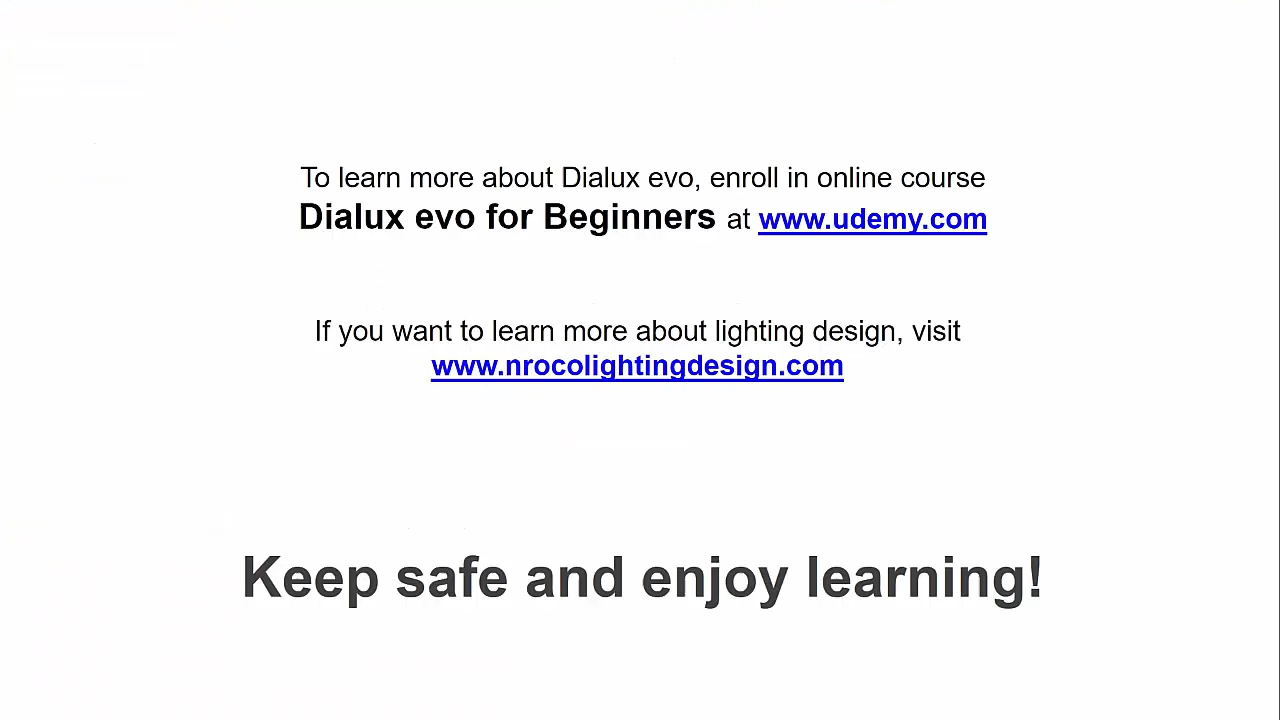 To learn more about Dialux evo, enroll in online course
Dialux evo for Beginners at www.udemy.com
If you want to learn more about lighting design, visit
www.nrocolightingdesign.com
Keep safe and enjoy learning!